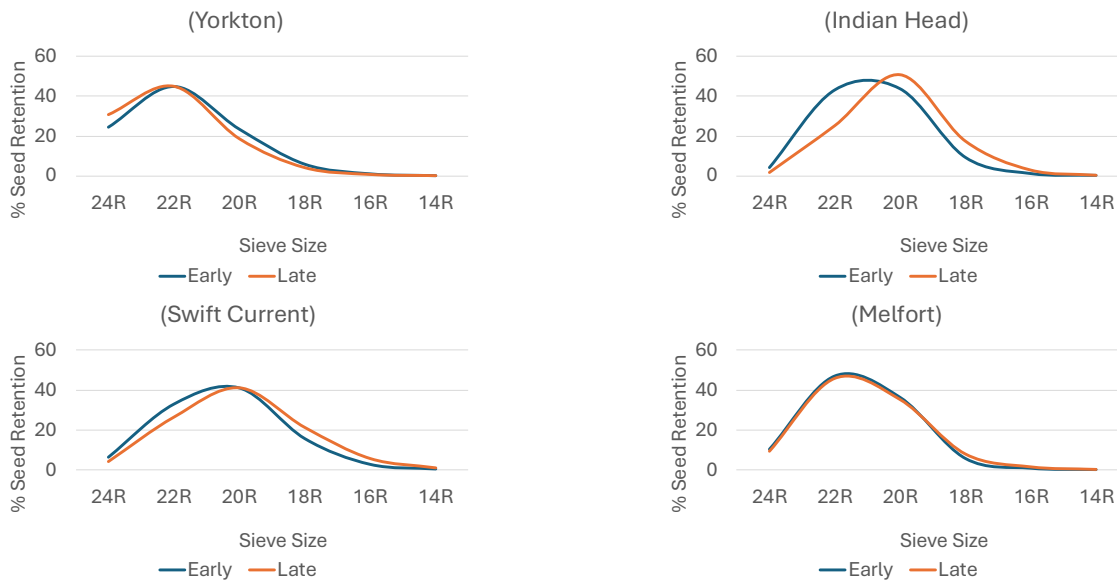 (Yorkton)
% Seed Retention
60
40
20
0
24R 22R 20R 18R 16R 14R
Sieve Size
Early Late
(Indian Head)
% Seed Retention
60
40
20
0
24R 22R 20R 18R 16R 14R
Sieve Size
Early Late
(Swift Current)
% Seed Retention
60
40
20
0
24R 22R 20R 18R 16R 14R
Sieve Size
Early Late
(Melfort)
% Seed Retention
60
40
20
0
24R 22R 20R 18R 16R 14R
Sieve Size
Early Late